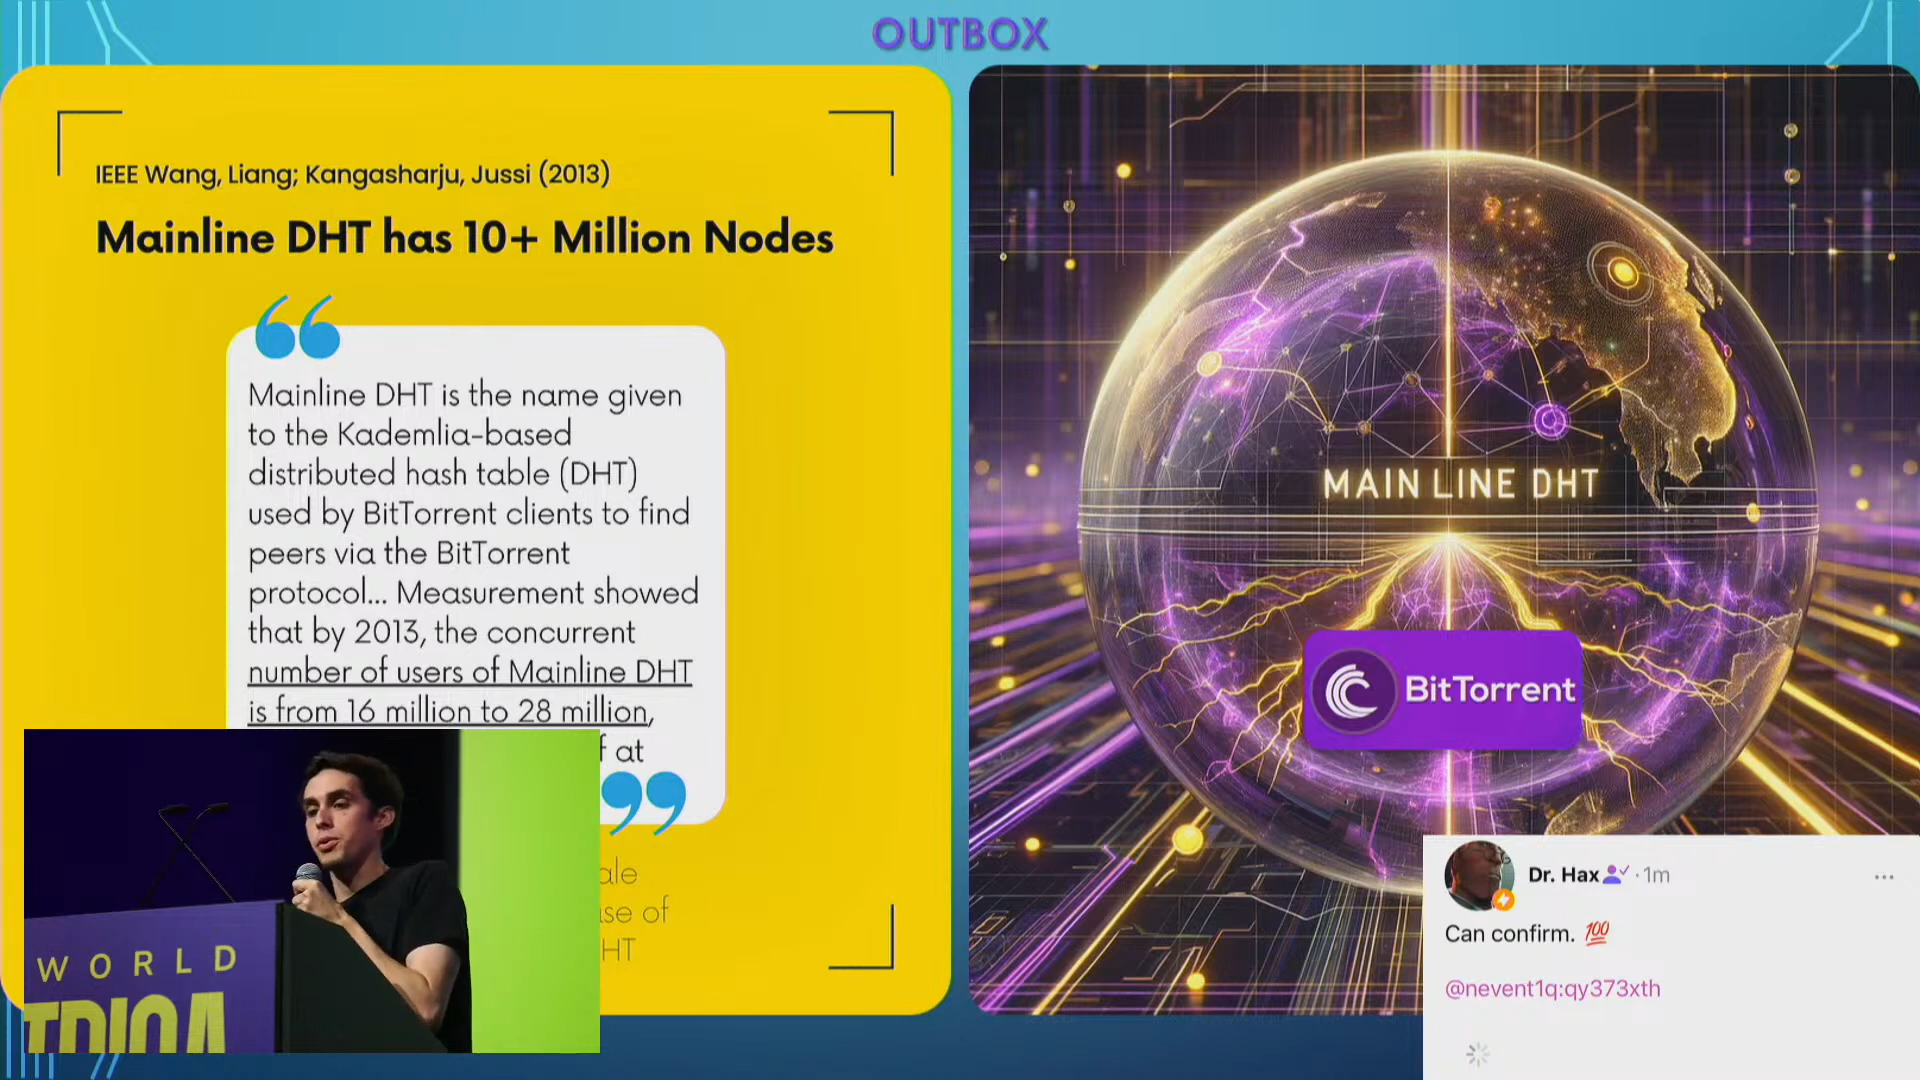 OUTBOX
IEEE Wang, Liang; Kangasharju, Jussi (2013)
Mainline DHT has 10+ Million Nodes
Mainline DHT is the name given
to the Kademlia-based
distributed hash table (DHT)
used by BitTorrent clients to find
peers via the BitTorrent
protocol... Measurement showed
that by 2013, the concurrent
number of users of Mainline DHT
is from 16 million to 28 million,
at
of
WORLD
MAIN LINE DHT
BitTorrent
Dr. Hax · 1m
Can confirm. 💯
@nevent1q:qy373xth